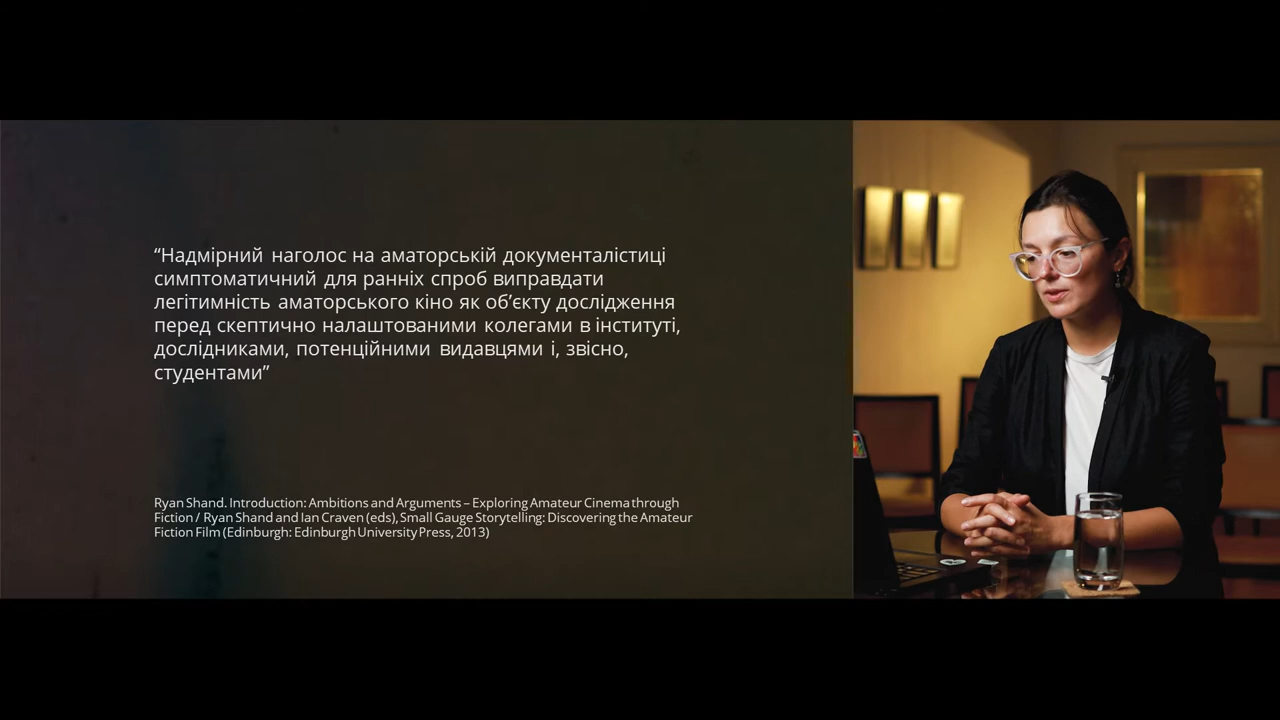 “Надмірний наголос на аматорській документалістиці
симптоматичний для ранніх спроб виправдати
легітимність аматорського кіно як об’єкту дослідження
перед скептично налаштованими колегами в інституті,
дослідниками, потенційними видавцями і, звісно,
студентами”
Ryan Shand. Introduction: Ambitions and Arguments – Exploring Amateur Cinema through
Fiction / Ryan Shand and Ian Craven (eds), Small Gauge Storytelling: Discovering the Amateur
Fiction Film (Edinburgh: Edinburgh University Press, 2013)